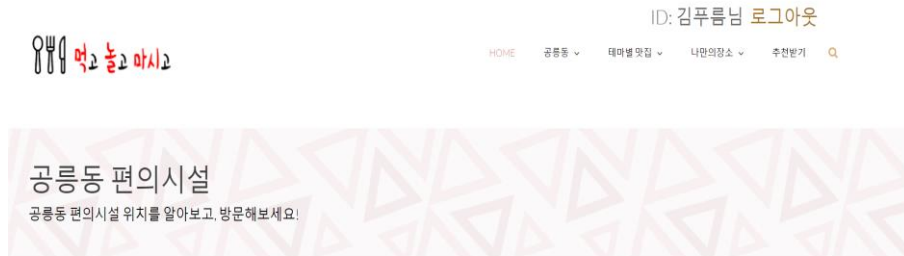 ID: 김푸름님 로그아웃
먹고 놀고 마시고
HOME 공릉동 테마별 맛집 나만의장소 추천받기
공릉동 편의시설
공릉동 편의시설 위치를 알아보고, 방문해보세요!